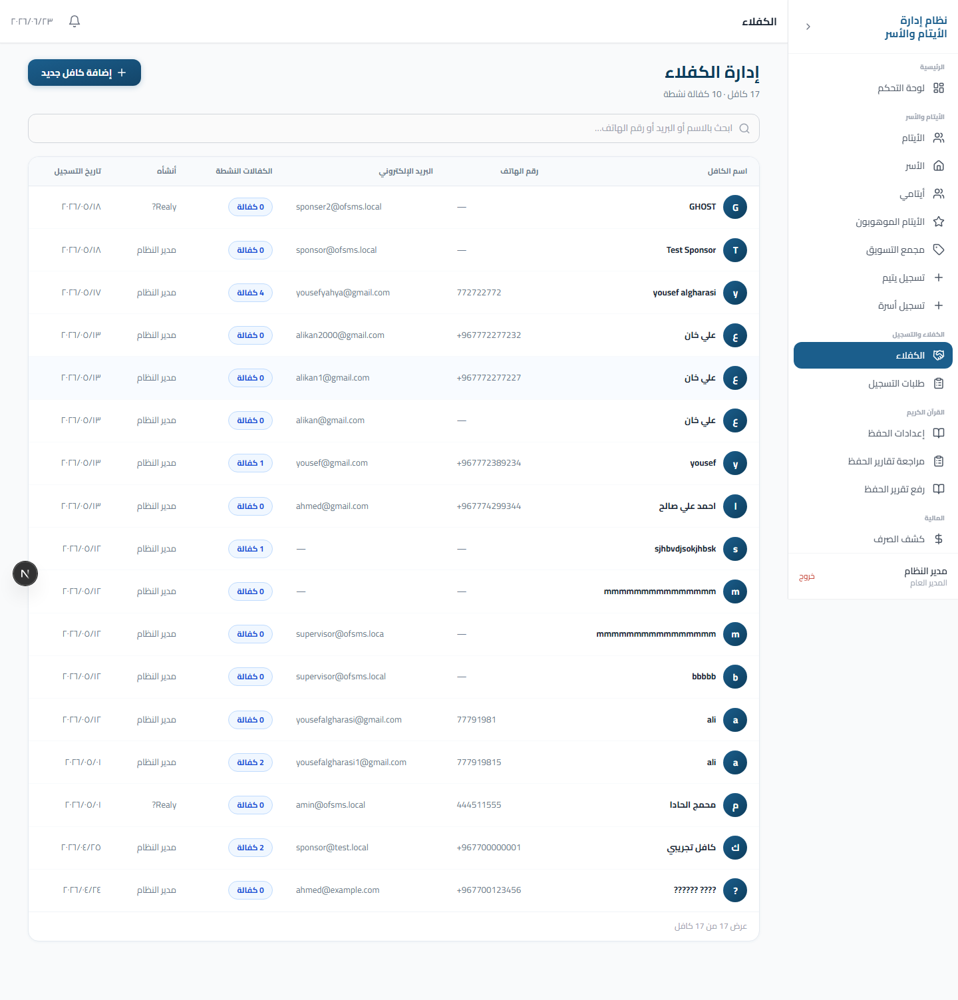 نظام إدارة
الأيتام والأسر
الرئيسية
لوحة التحكم
الأيتام والأسر
الأيتام
الأسر
أيتامي
الأيتام الموهوبون
مجمع التسويق
تسجيل يتيم
تسجيل أسرة
الكفلاء والتسجيل
الكفلاء
طلبات التسجيل
القرآن الكريم
إعدادات الحفظ
مراجعة تقارير الحفظ
رفع تقرير الحفظ
المالية
كشف الصرف
مدير النظام
المدير العام
خروج
الكفلاء
٢٠٢٦/٠٦/٢٣
إدارة الكفلاء
17 كافل · 10 كفالة نشطة
+ إضافة كافل جديد
ابحث بالاسم أو البريد أو رقم الهاتف...
اسم الكافل رقم الهاتف البريد الإلكتروني الكفالات النشطة أنشأه تاريخ التسجيل
G GHOST — sponser2@ofsms.local 0 كفالة Realy? ٢٠٢٦/٠٥/١٨
T Test Sponsor — sponsor@ofsms.local 0 كفالة مدير النظام ٢٠٢٦/٠٥/١٨
y yousef algharasi 772722772 yousefyahya@gmail.com 4 كفالة مدير النظام ٢٠٢٦/٠٥/١٧
ع علي خان +967772277232 alikan2000@gmail.com 0 كفالة مدير النظام ٢٠٢٦/٠٥/١٣
ع علي خان +967772277227 alikan1@gmail.com 0 كفالة مدير النظام ٢٠٢٦/٠٥/١٣
ع علي خان — alikan@gmail.com 0 كفالة مدير النظام ٢٠٢٦/٠٥/١٣
y yousef +967772389234 yousef@gmail.com 1 كفالة مدير النظام ٢٠٢٦/٠٥/١٣
ا احمد علي صالح +967774299344 ahmed@gmail.com 0 كفالة مدير النظام ٢٠٢٦/٠٥/١٣
s sjhbvdjsokjhbsk — — 1 كفالة مدير النظام ٢٠٢٦/٠٥/١٢
m mmmmmmmmmmmmmmm — — 0 كفالة مدير النظام ٢٠٢٦/٠٥/١٢
m mmmmmmmmmmmmmmmm — supervisor@ofsms.loca 0 كفالة مدير النظام ٢٠٢٦/٠٥/١٢
b bbbbb — supervisor@ofsms.local 0 كفالة مدير النظام ٢٠٢٦/٠٥/١٢
a ali 77791981 yousefalgharasi@gmail.com 0 كفالة مدير النظام ٢٠٢٦/٠٥/١٢
a ali 777919815 yousefalgharasi1@gmail.com 2 كفالة مدير النظام ٢٠٢٦/٠٥/٠١
م محمح الحادا 444511555 amin@ofsms.local 0 كفالة Realy? ٢٠٢٦/٠٥/٠١
ك كافل تجريبي +967700000001 sponsor@test.local 2 كفالة مدير النظام ٢٠٢٦/٠٤/٢٥
? ???? ?????? +967700123456 ahmed@example.com 0 كفالة مدير النظام ٢٠٢٦/٠٤/٢٤
عرض 17 من 17 كافل
N